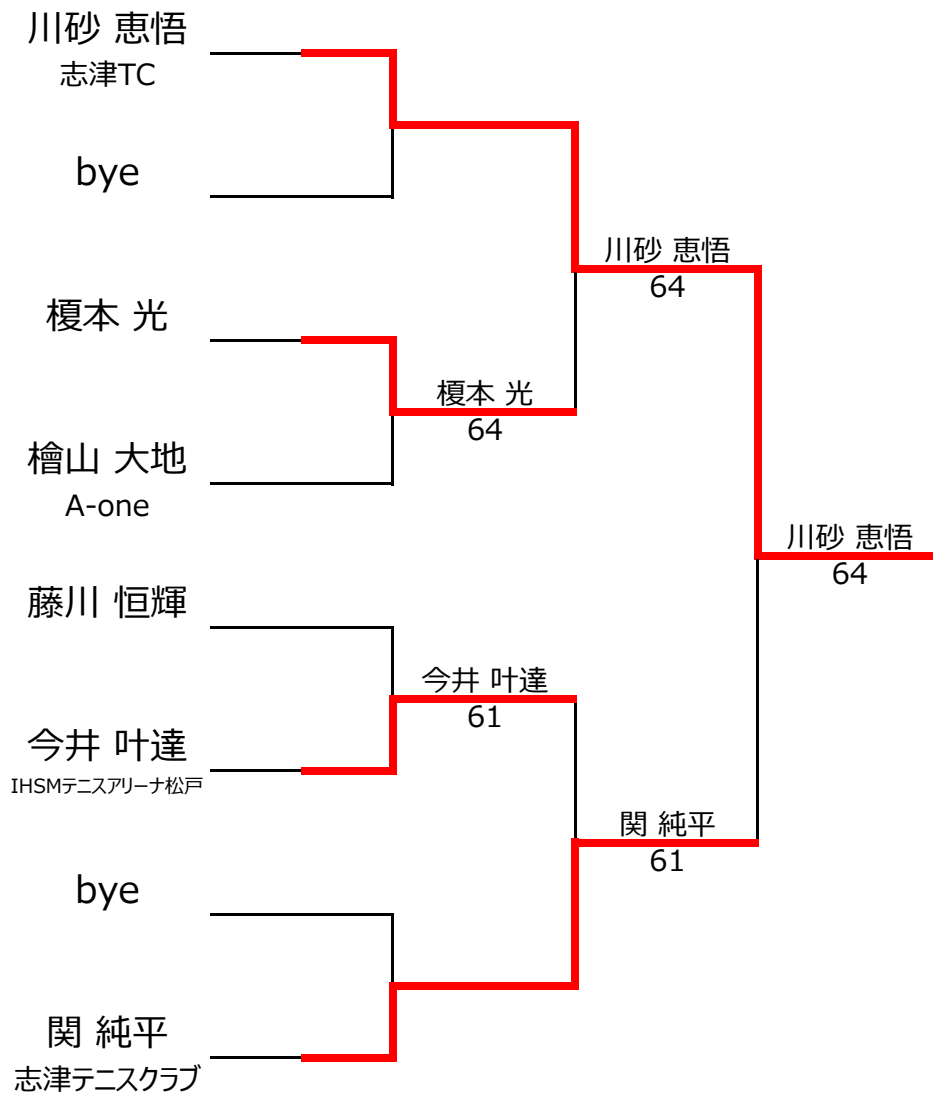 川砂 恵悟
志津TC
bye
榎本 光
檜山 大地
A-one
藤川 恒輝
今井 叶達
IHSMテニスアリーナ松戸
bye
関 純平
志津テニスクラブ
榎本 光
64
今井 叶達
61
川砂 恵悟
64
関 純平
61
川砂 恵悟
64